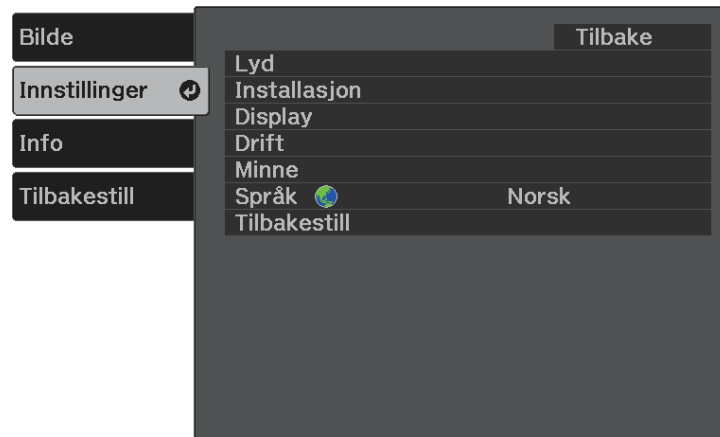 Bilde
Innstillinger
Info
Tilbakestill
Tilbake
Lyd
Installasjon
Display
Drift
Minne
Språk Norsk
Tilbakestill